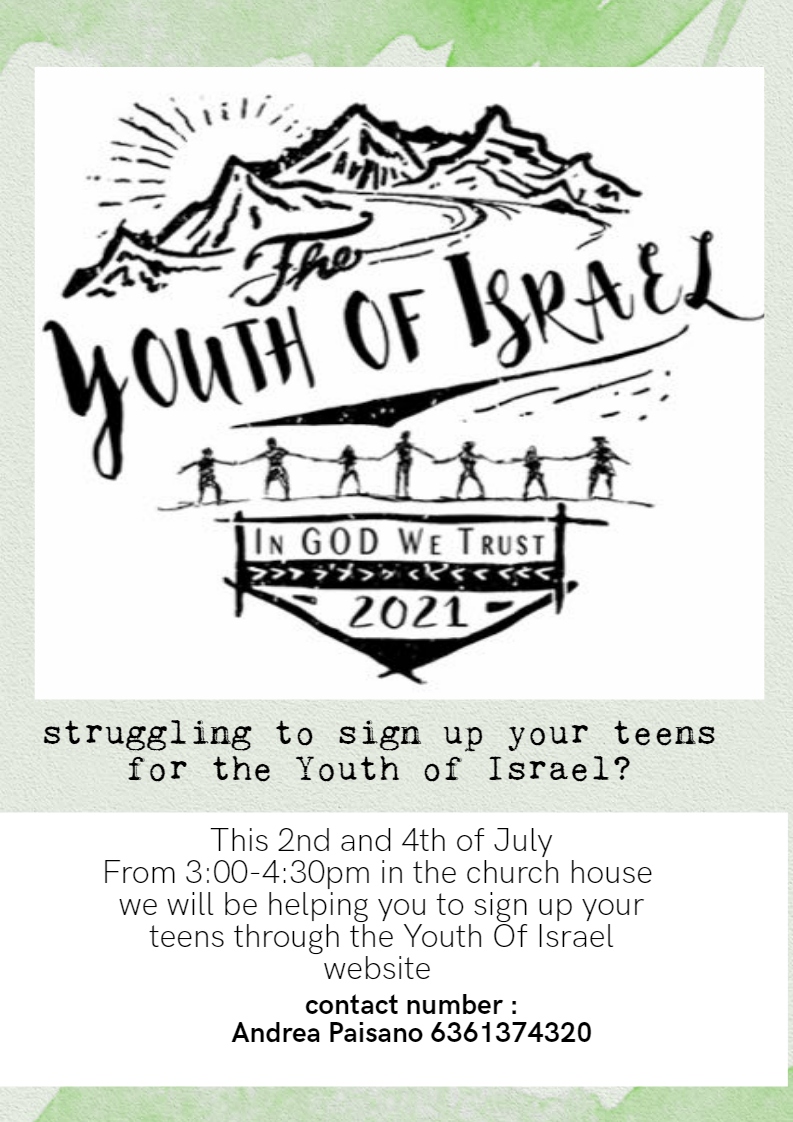 The
YOUTH OF ISRAEL
IN GOD WE TRUST
2021
struggling to sign up your teens
for the Youth of Israel?
This 2nd and 4th of July
From 3:00-4:30pm in the church house
we will be helping you to sign up your
teens through the Youth Of Israel
website
contact number :
Andrea Paisano 6361374320